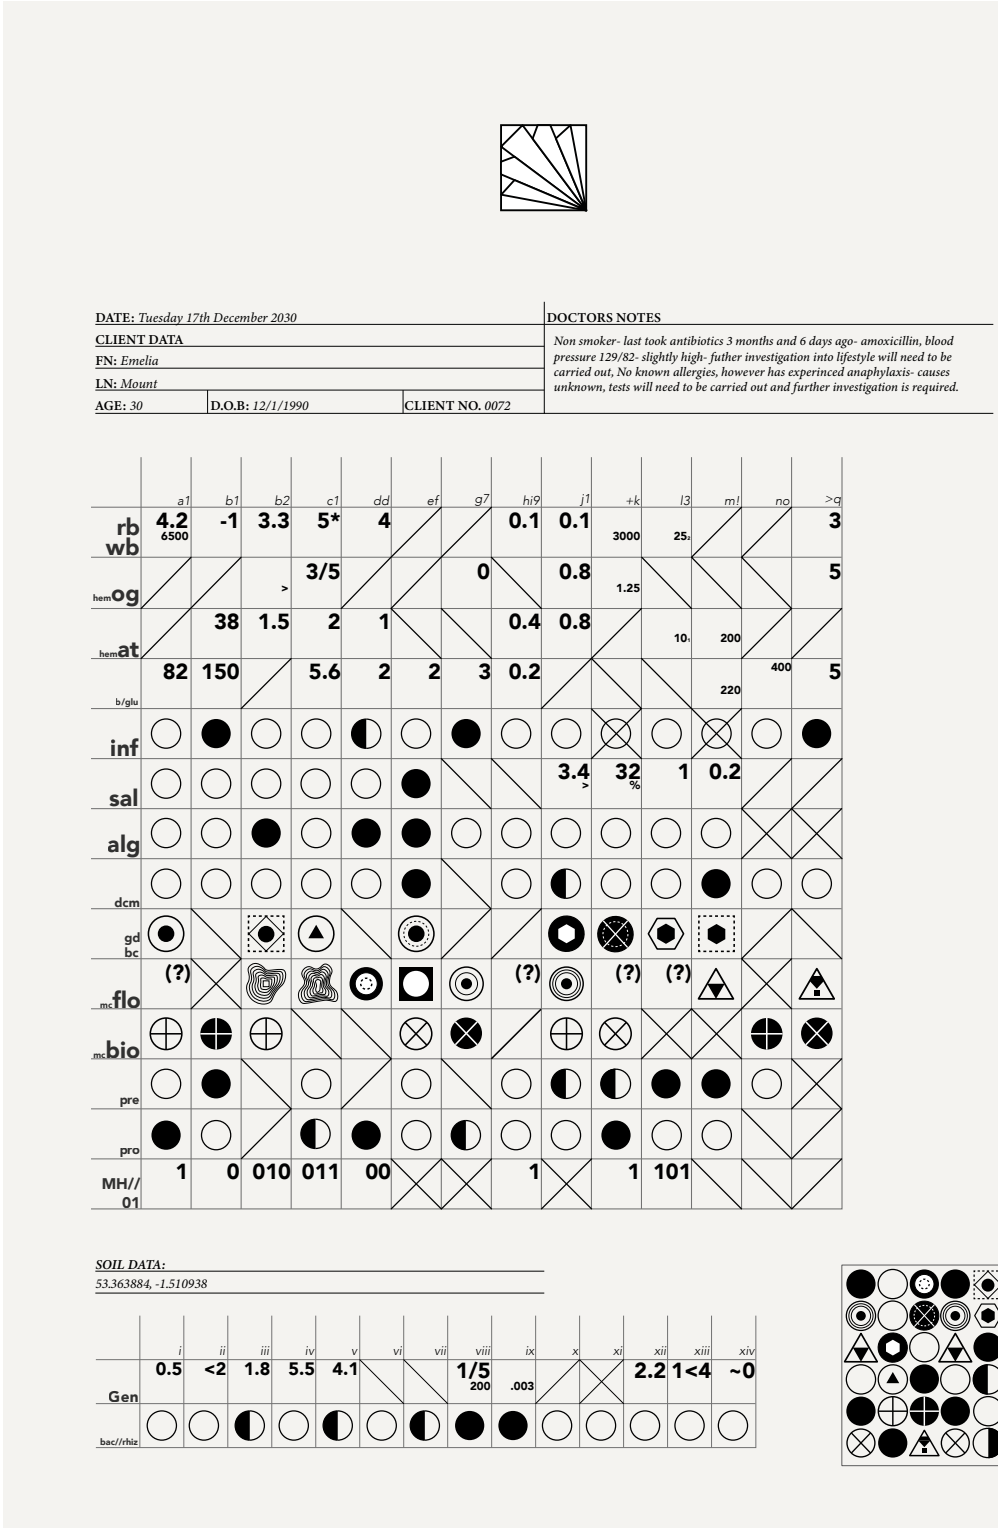 DATE: Tuesday 17th December 2030
CLIENT DATA
FN: Emelia
LN: Mount
AGE: 30 D.O.B: 12/1/1990 CLIENT NO. 0072
DOCTORS NOTES
Non smoker- last took antibiotics 3 months and 6 days ago- amoxicillin, blood
pressure 129/82- slightly high- futher investigation into lifestyle will need to be
carried out, No known allergies, however has experinced anaphylaxis- causes
unknown, tests will need to be carried out and further investigation is required.
a1 b1 b2 c1 dd ef g7 hi9 j1 +k l3 m! no >q
rb 4.2 -1 3.3 5* 4 0.1 0.1 3
wb 6500 3000 25₂
hemog > 3/5 0 0.8 1.25 5
hemat 38 1.5 2 1 0.4 0.8 10₁ 200
b/glu 82 150 5.6 2 2 3 0.2 220 400 5
inf
sal 3.4 > 32 % 1 0.2
alg
dcm
gd
bc
mcflo (?) (?) (?) (?)
mcbio
pre
pro
MH// 1 0 010 011 00 1 1 101
01
SOIL DATA:
53.363884, -1.510938
i ii iii iv v vi vii viii ix x xi xii xiii xiv
Gen 0.5 <2 1.8 5.5 4.1 1/5 200 .003 2.2 1<4 ~0
bac//rhiz